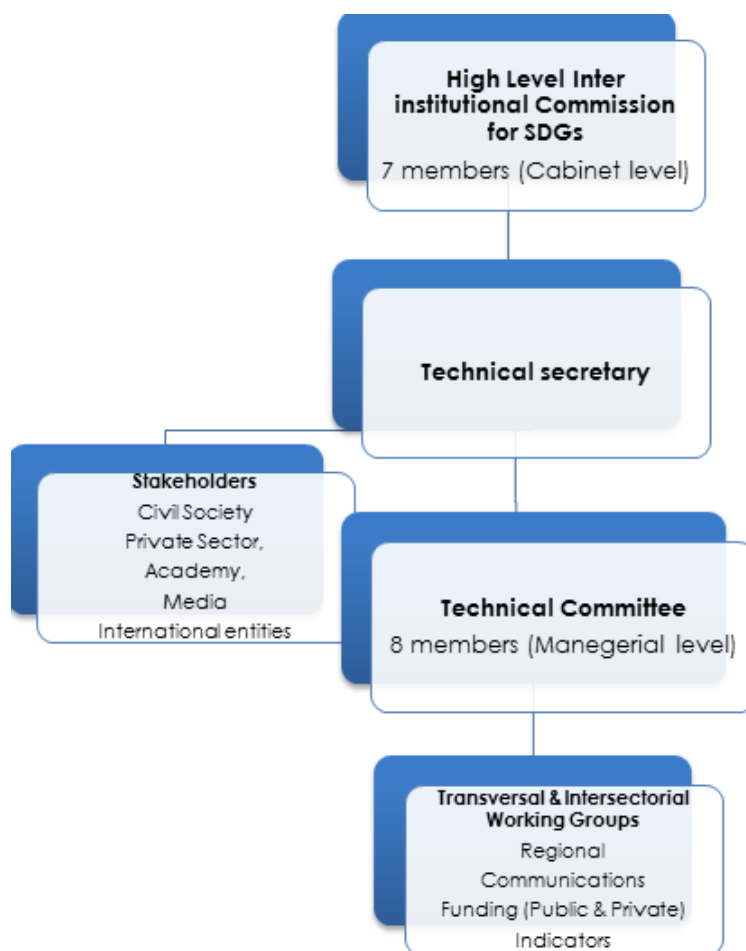 High Level Inter
institutional Commission
for SDGs
7 members (Cabinet level)
Technical secretary
Stakeholders
Civil Society
Private Sector,
Academy,
Media
International entities
Technical Committee
8 members (Manegerial level)
Transversal & Intersectorial
Working Groups
Regional
Communications
Funding (Public & Private)
Indicators